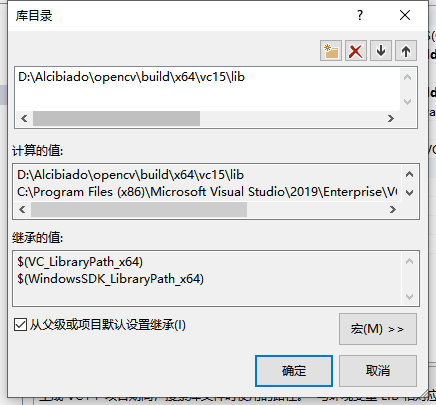 库目录
D:\Alcibiado\opencv\build\x64\vc15\lib
计算的值:
D:\Alcibiado\opencv\build\x64\vc15\lib
C:\Program Files (x86)\Microsoft Visual Studio\2019\Enterprise\VC
继承的值:
$(VC_LibraryPath_x64)
$(WindowsSDK_LibraryPath_x64)
从父级或项目默认设置继承(I)
宏(M) >>
确定
取消